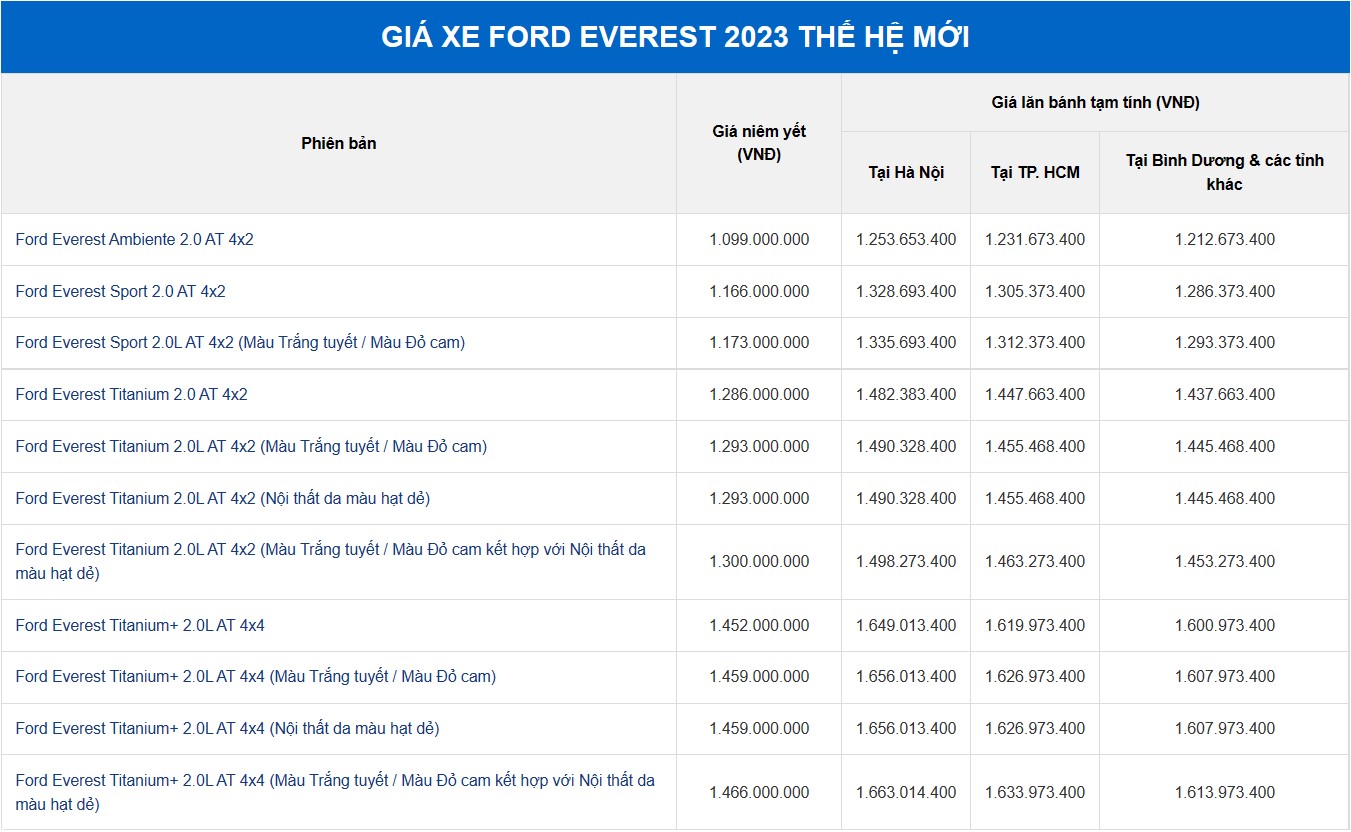 GIÁ XE FORD EVEREST 2023 THẾ HỆ MỚI
Phiên bản
Giá niêm yết
(VNĐ)
Giá lăn bánh tạm tính (VNĐ)
Tại Hà Nội
Tại TP. HCM
Tại Bình Dương & các tỉnh
khác
Ford Everest Ambiente 2.0 AT 4x2 1.099.000.000 1.253.653.400 1.231.673.400 1.212.673.400
Ford Everest Sport 2.0 AT 4x2 1.166.000.000 1.328.693.400 1.305.373.400 1.286.373.400
Ford Everest Sport 2.0L AT 4x2 (Màu Trắng tuyết / Màu Đỏ cam) 1.173.000.000 1.335.693.400 1.312.373.400 1.293.373.400
Ford Everest Titanium 2.0 AT 4x2 1.286.000.000 1.482.383.400 1.447.663.400 1.437.663.400
Ford Everest Titanium 2.0L AT 4x2 (Màu Trắng tuyết / Màu Đỏ cam) 1.293.000.000 1.490.328.400 1.455.468.400 1.445.468.400
Ford Everest Titanium 2.0L AT 4x2 (Nội thất da màu hạt dẻ) 1.293.000.000 1.490.328.400 1.455.468.400 1.445.468.400
Ford Everest Titanium 2.0L AT 4x2 (Màu Trắng tuyết / Màu Đỏ cam kết hợp với Nội thất da
màu hạt dẻ) 1.300.000.000 1.498.273.400 1.463.273.400 1.453.273.400
Ford Everest Titanium+ 2.0L AT 4x4 1.452.000.000 1.649.013.400 1.619.973.400 1.600.973.400
Ford Everest Titanium+ 2.0L AT 4x4 (Màu Trắng tuyết / Màu Đỏ cam) 1.459.000.000 1.656.013.400 1.626.973.400 1.607.973.400
Ford Everest Titanium+ 2.0L AT 4x4 (Nội thất da màu hạt dẻ) 1.459.000.000 1.656.013.400 1.626.973.400 1.607.973.400
Ford Everest Titanium+ 2.0L AT 4x4 (Màu Trắng tuyết / Màu Đỏ cam kết hợp với Nội thất da
màu hạt dẻ) 1.466.000.000 1.663.014.400 1.633.973.400 1.613.973.400